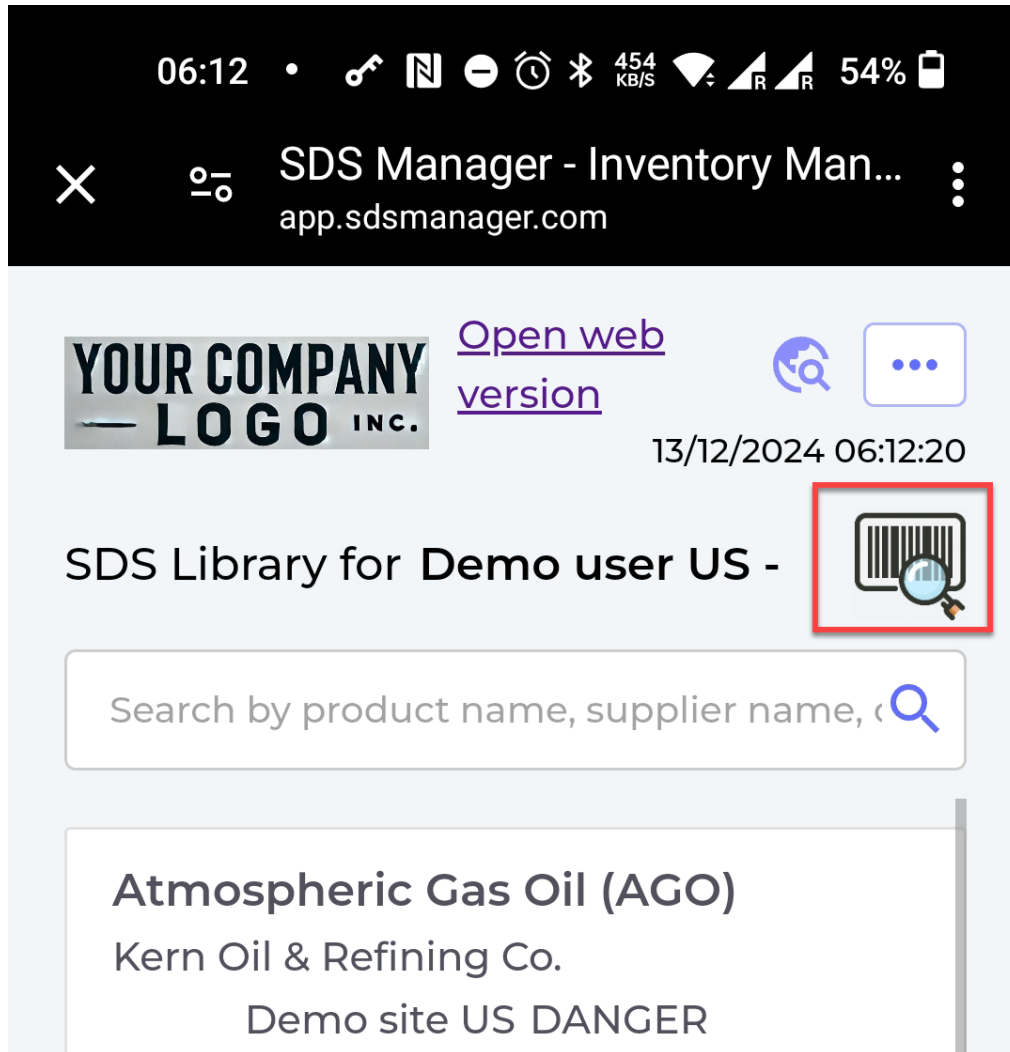 06:12 • 454 KB/S R R 54%
SDS Manager - Inventory Man...
app.sdsmanager.com
YOUR COMPANY
LOGO INC.
Open web
version
13/12/2024 06:12:20
SDS Library for Demo user US -
Search by product name, supplier name,
Atmospheric Gas Oil (AGO)
Kern Oil & Refining Co.
Demo site US DANGER